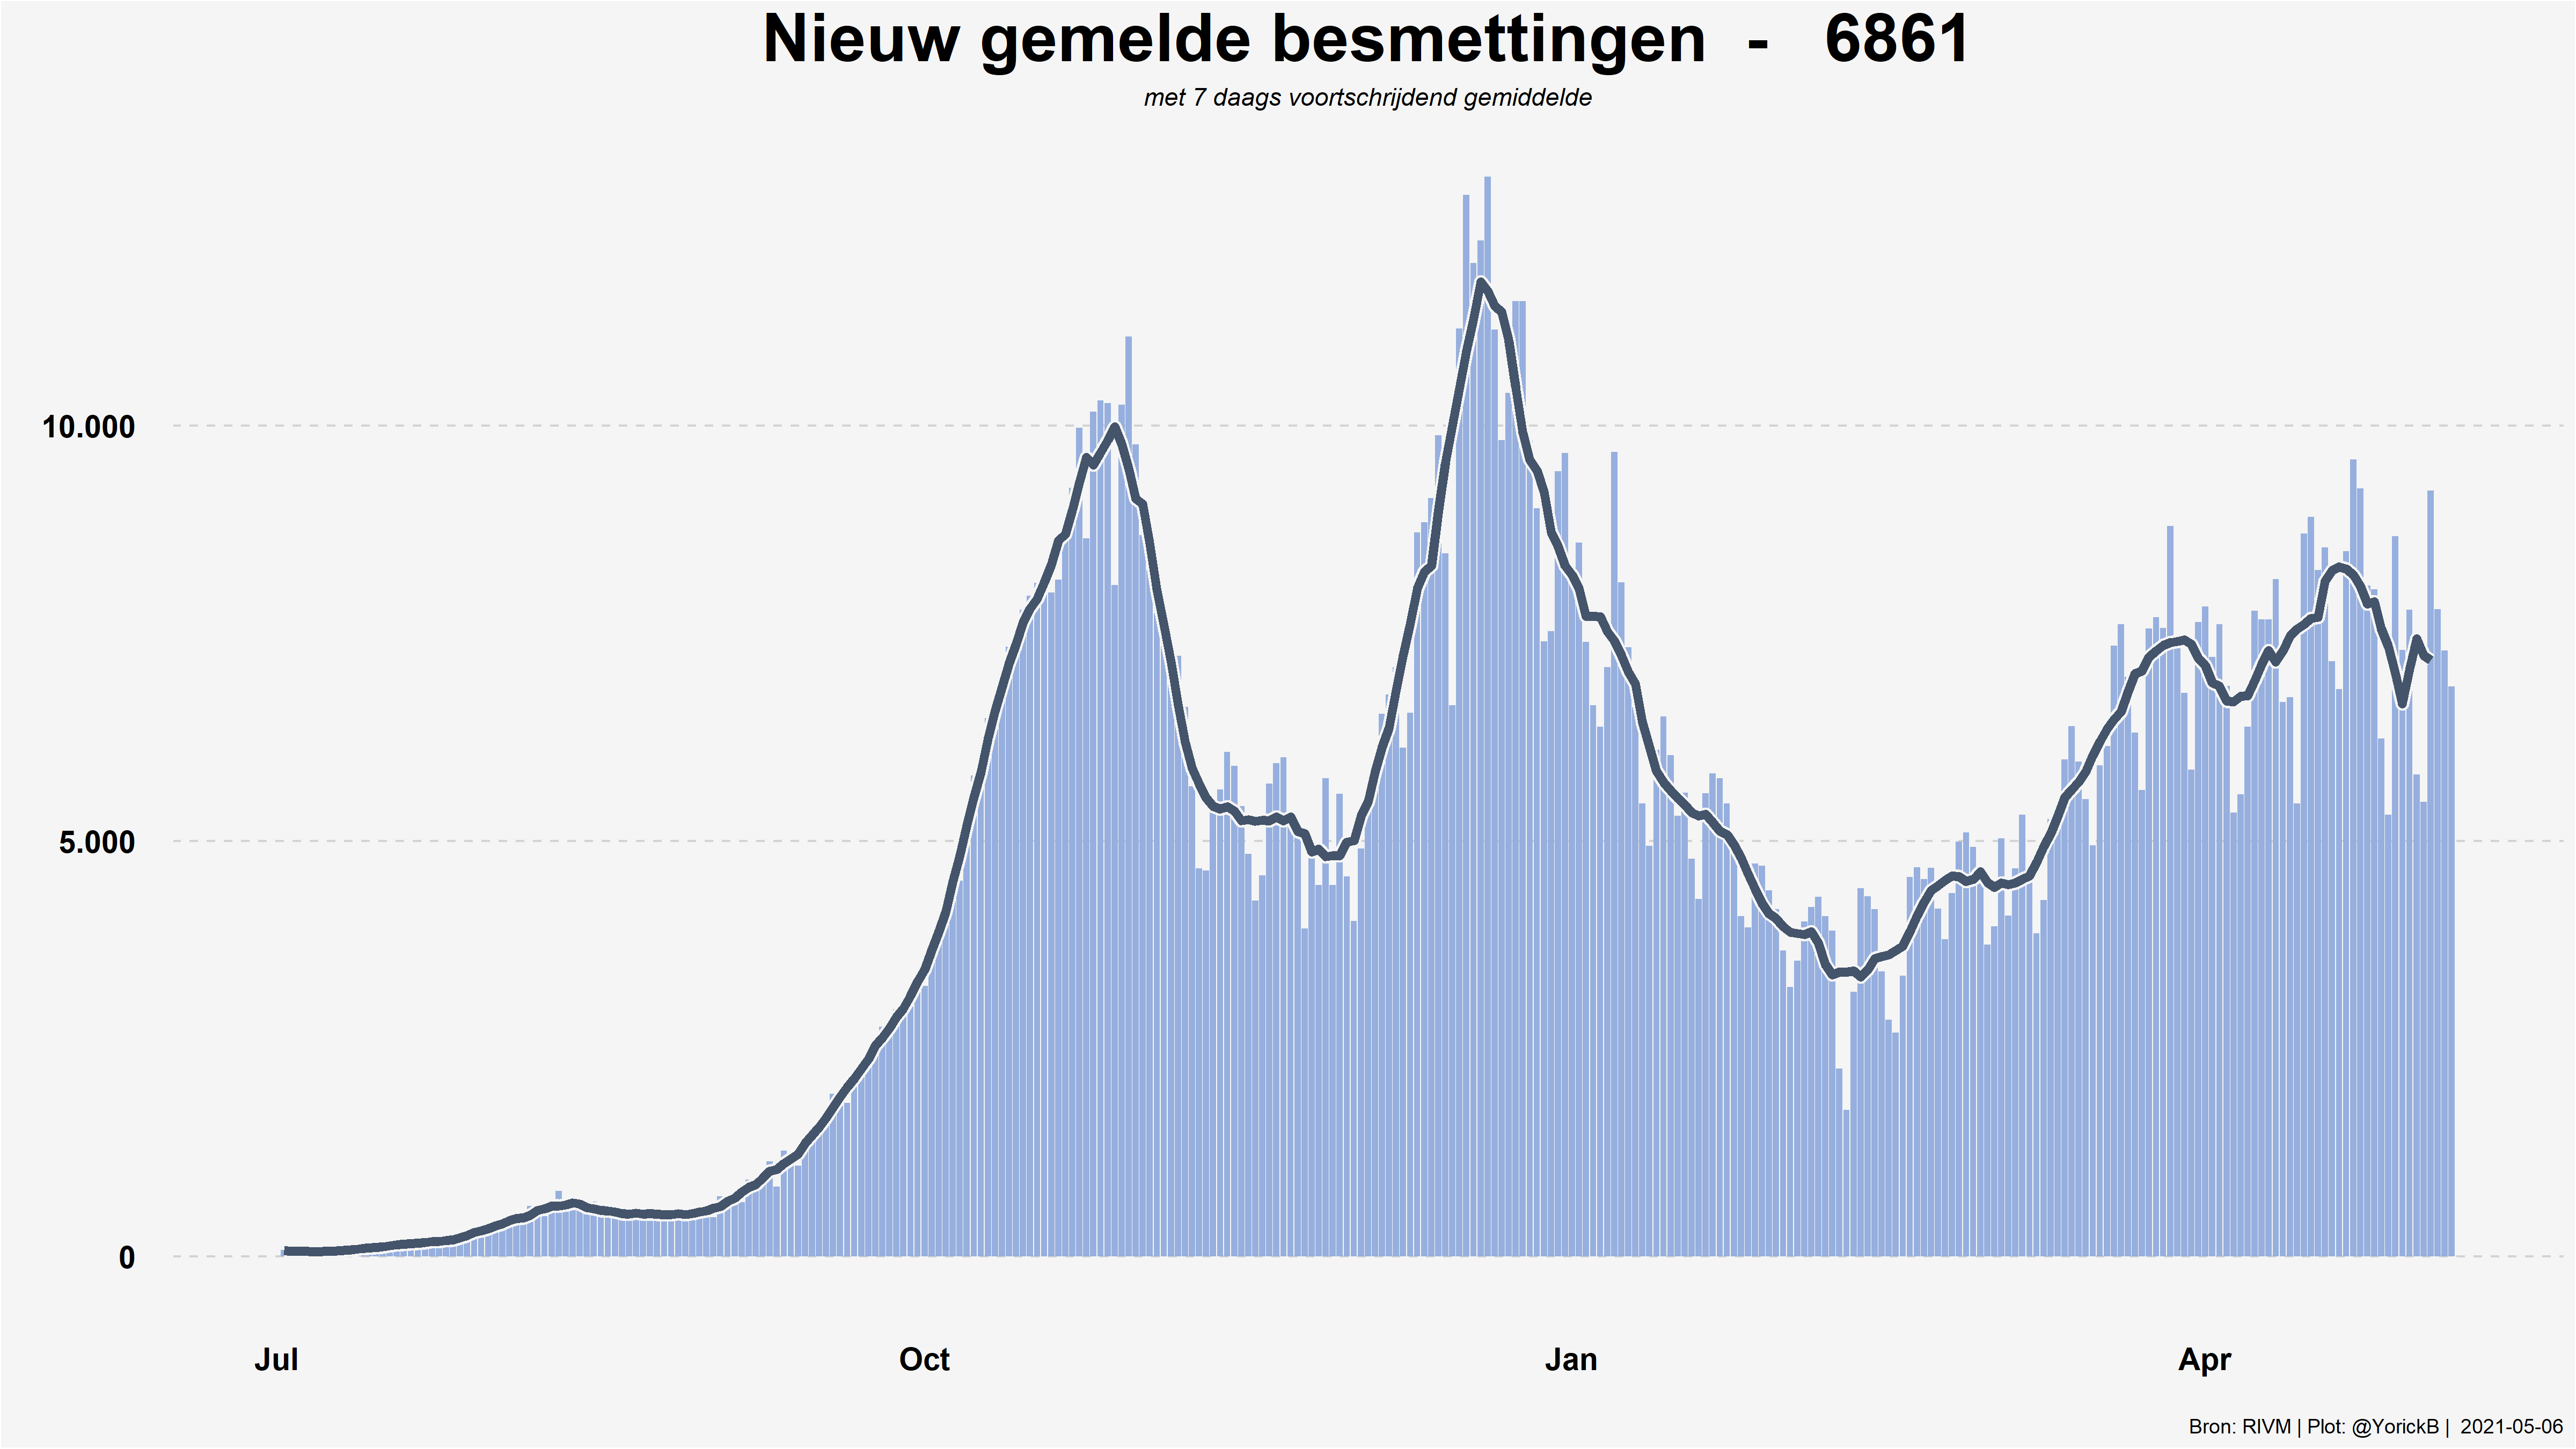 Nieuw gemelde besmettingen - 6861
met 7 daags voortschrijdend gemiddelde
10.000
5.000
0
Jul Oct Jan Apr
Bron: RIVM | Plot: @YorickB | 2021-05-06